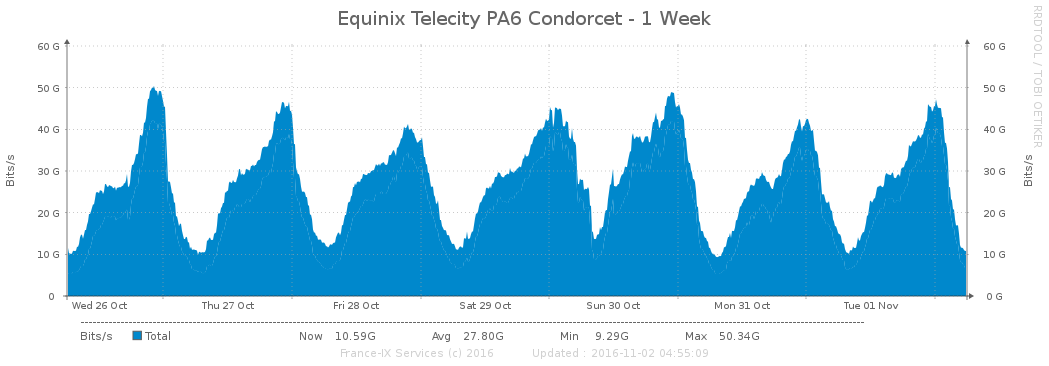 Equinix Telecity PA6 Condorcet - 1 Week
RRDTOOL / TOBI OETIKER
Bits/s
60 G
50 G
40 G
30 G
20 G
10 G
0
60 G
50 G
40 G
30 G
20 G
10 G
0 G
Bits/s
Wed 26 Oct Thu 27 Oct Fri 28 Oct Sat 29 Oct Sun 30 Oct Mon 31 Oct Tue 01 Nov
Bits/s Total Now 10.59G Avg 27.80G Min 9.29G Max 50.34G
France-IX Services (c) 2016 Updated : 2016-11-02 04:55:09